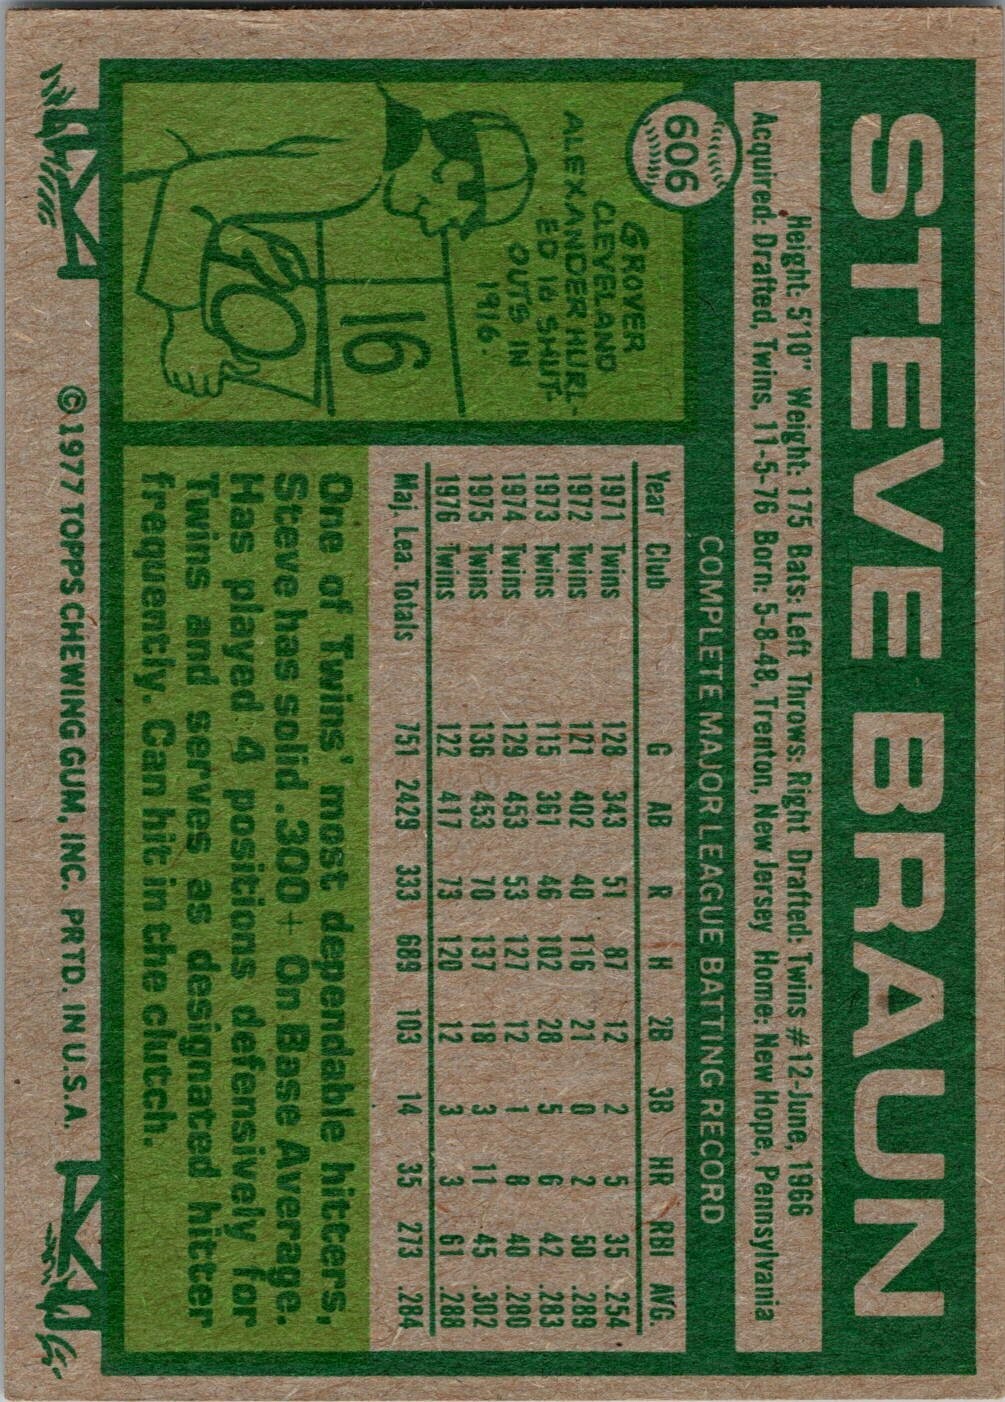 STEVE BRAUN
606
Height: 5'10" Weight: 175 Bats: Left Throws: Right Drafted: Twins #12-June, 1966
Acquired: Drafted, Twins, 11-5-76 Born: 5-8-48, Trenton, New Jersey Home: New Hope, Pennsylvania
GROVER
CLEVELAND
ALEXANDER HURL-
ED 16 SHUT-
OUTS IN
1916.
16
COMPLETE MAJOR LEAGUE BATTING RECORD
Year Club G AB R H 2B 3B HR RBI AVG.
1971 Twins 128 343 51 87 12 2 5 35 .254
1972 Twins 121 402 40 116 21 0 2 50 .289
1973 Twins 115 361 46 102 28 5 6 42 .283
1974 Twins 129 453 53 127 12 1 8 40 .280
1975 Twins 136 453 70 137 18 3 11 45 .302
1976 Twins 122 417 73 120 12 3 3 61 .288
Maj. Lea. Totals 751 2429 333 689 103 14 35 273 .284
One of Twins' most dependable hitters,
Steve has solid .300+ On Base Average.
Has played 4 positions defensively for
Twins and serves as designated hitter
frequently. Can hit in the clutch.
© 1977 TOPPS CHEWING GUM, INC. PRTD. IN U.S.A.